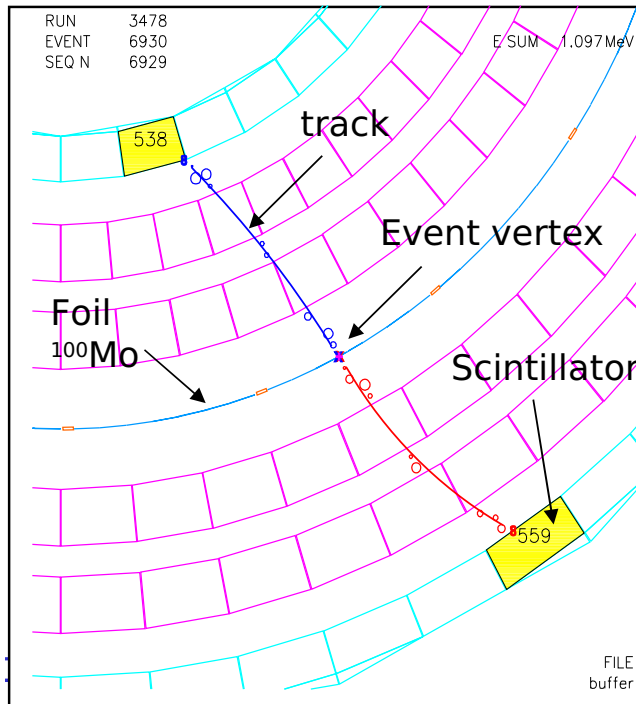 RUN 3478
EVENT 6930
SEQ N 6929
E SUM 1.097MeV
538
track
Event vertex
Foil
¹⁰⁰Mo
Scintillator
559
FILE
buffer